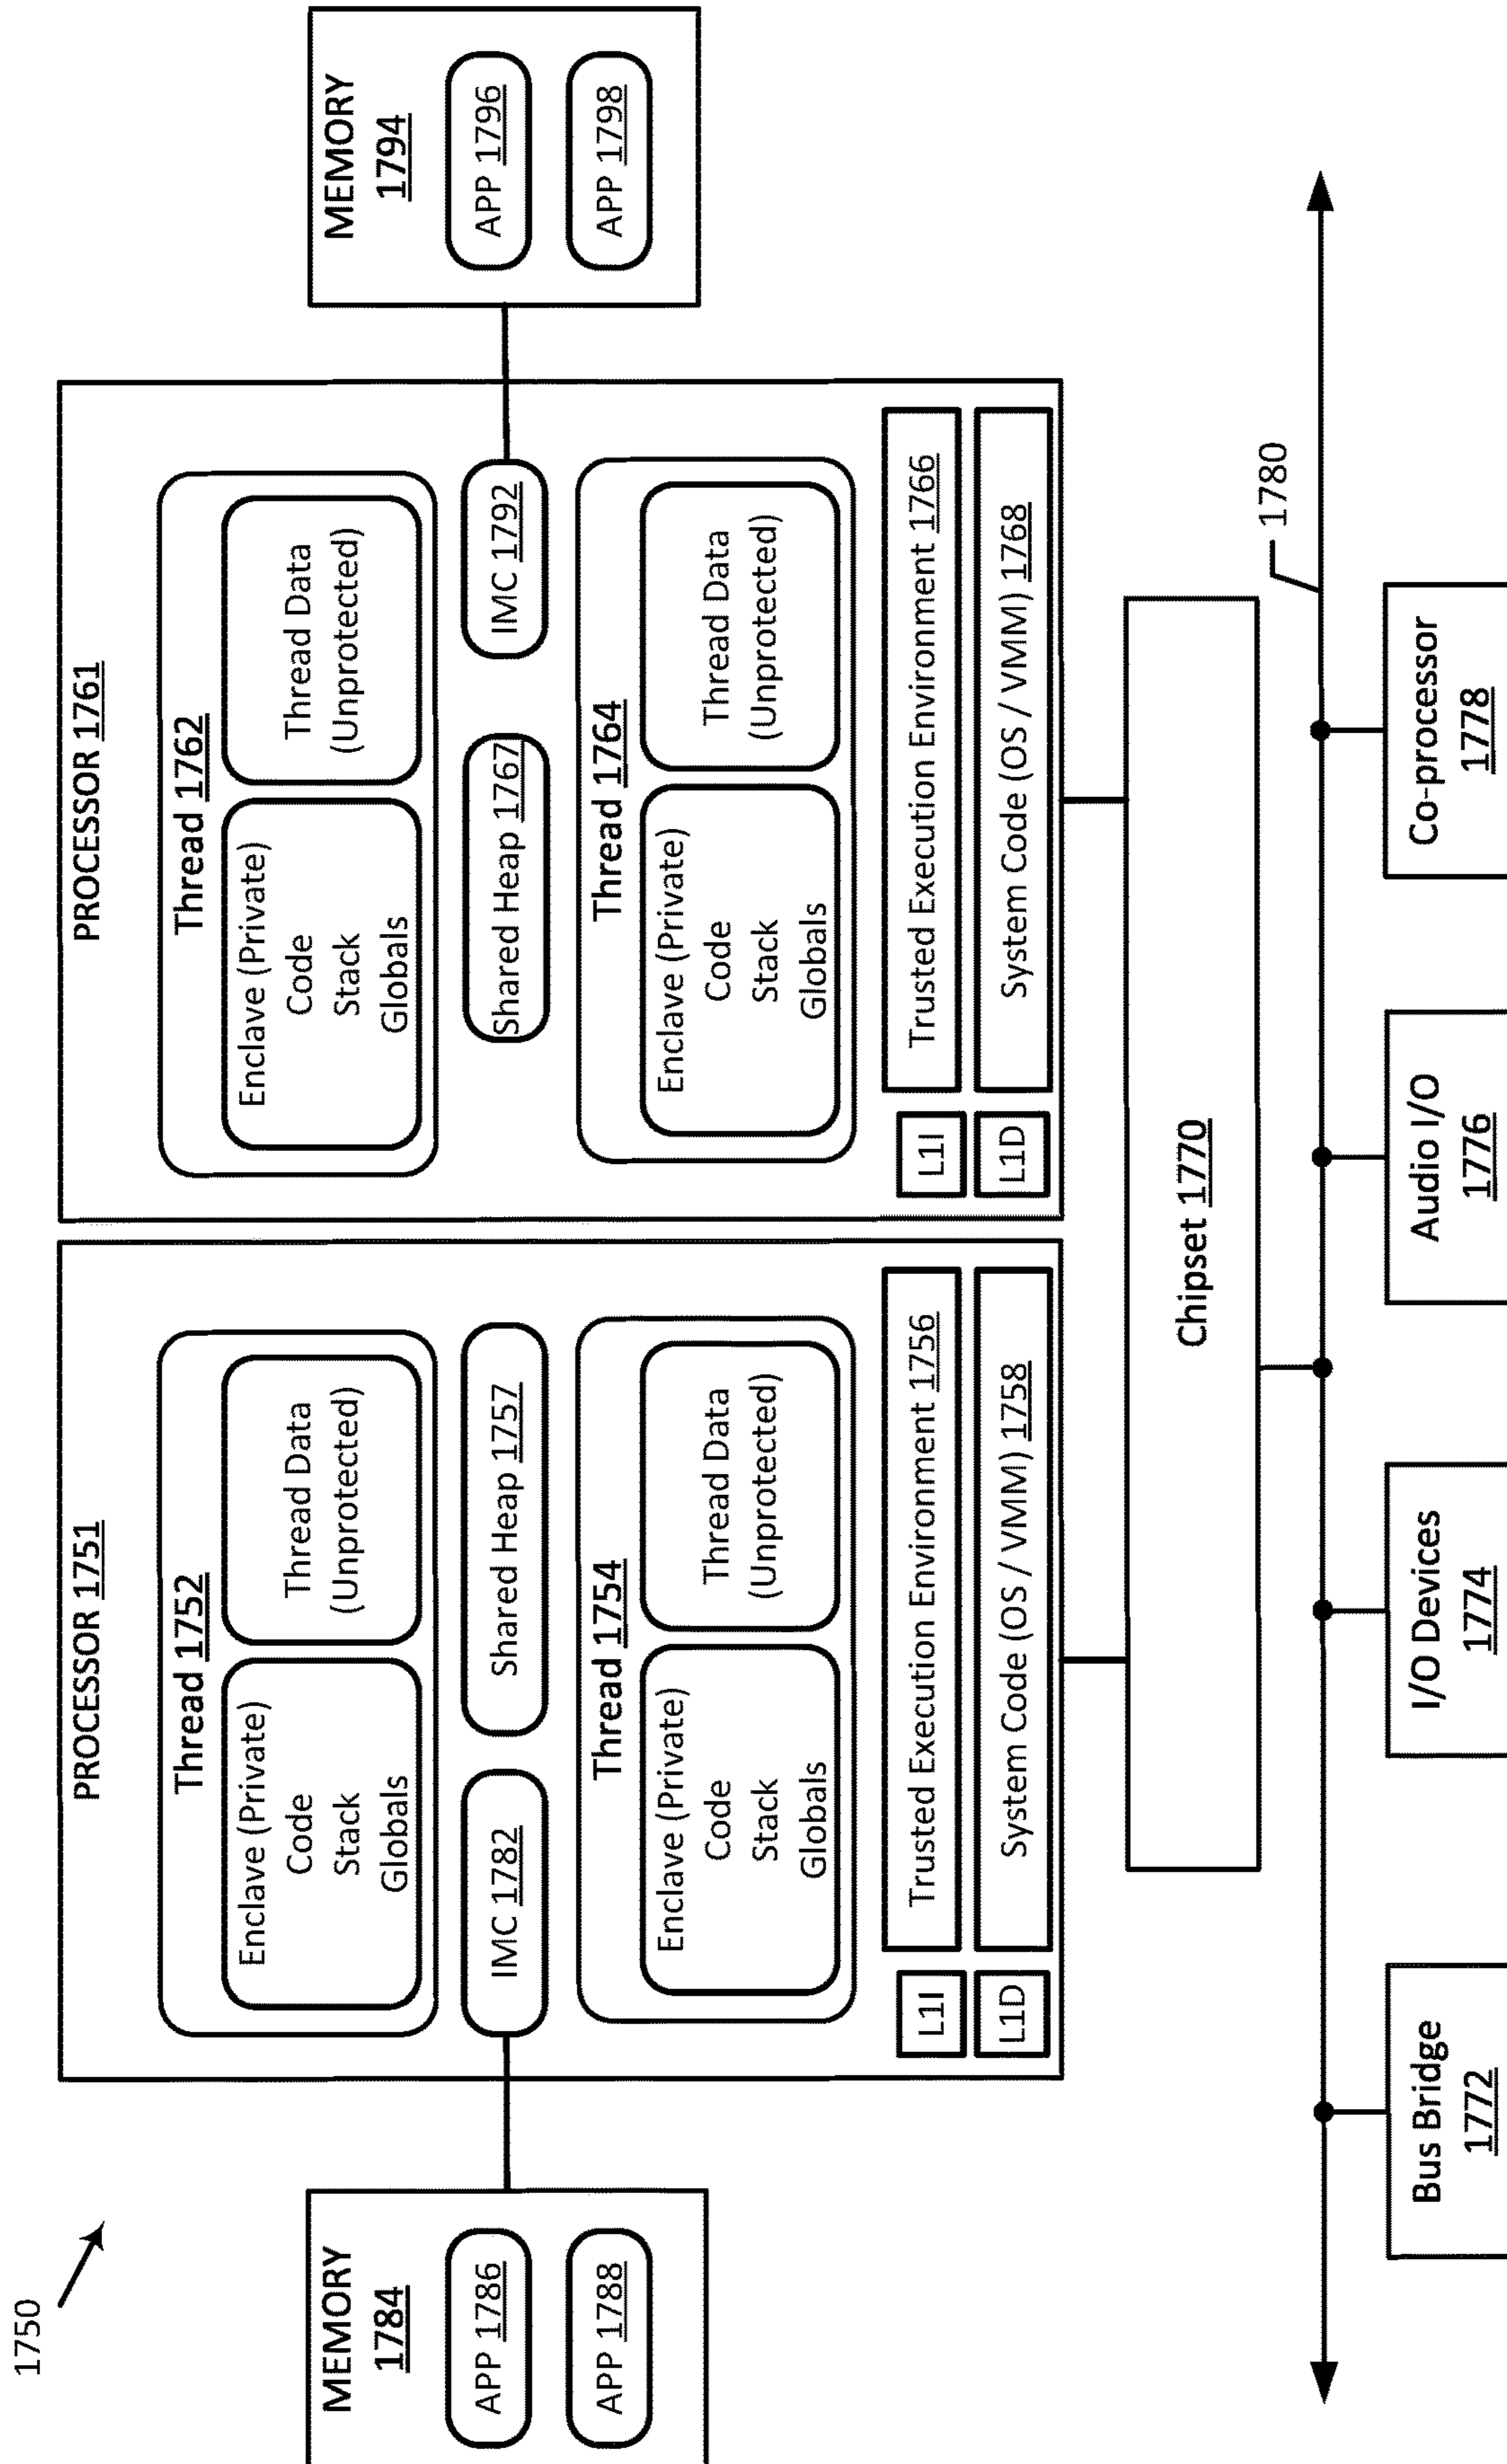 1750
MEMORY
1784
APP 1786
APP 1788
PROCESSOR 1751
Thread 1752
Enclave (Private)
Code
Stack
Globals
Thread Data
(Unprotected)
IMC 1782
Shared Heap 1757
Thread 1754
Enclave (Private)
Code
Stack
Globals
Thread Data
(Unprotected)
L1I
Trusted Execution Environment 1756
L1D
System Code (OS / VMM) 1758
PROCESSOR 1761
Thread 1762
Enclave (Private)
Code
Stack
Globals
Thread Data
(Unprotected)
Shared Heap 1767
IMC 1792
Thread 1764
Enclave (Private)
Code
Stack
Globals
Thread Data
(Unprotected)
L1I
Trusted Execution Environment 1766
L1D
System Code (OS / VMM) 1768
MEMORY
1794
APP 1796
APP 1798
Chipset 1770
1780
Bus Bridge
1772
I/O Devices
1774
Audio I/O
1776
Co-processor
1778